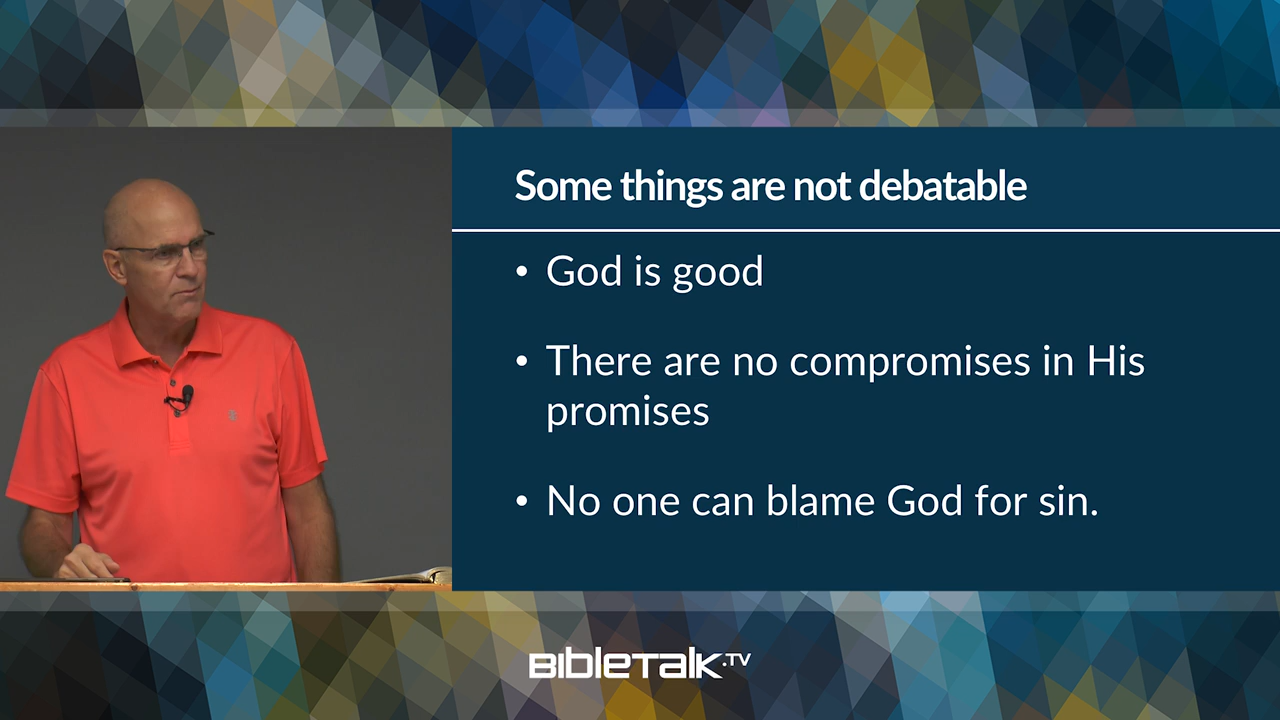 Some things are not debatable
• God is good
• There are no compromises in His
promises
• No one can blame God for sin.
BIBLETALK.TV